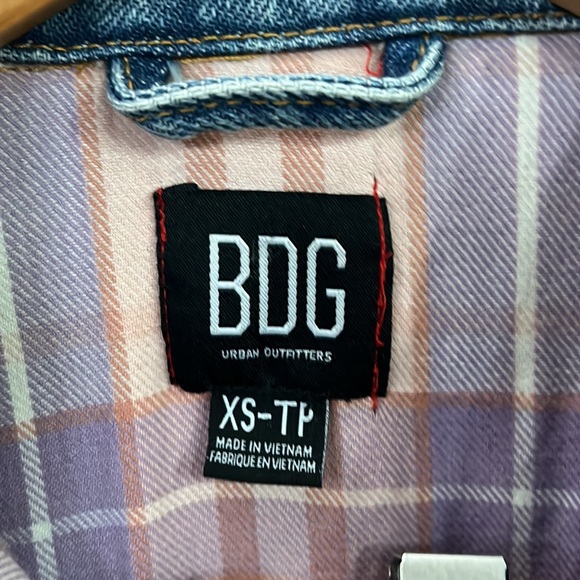 BDG
URBAN OUTFITTERS
XS-TP
MADE IN VIETNAM
FABRIQUE EN VIETNAM